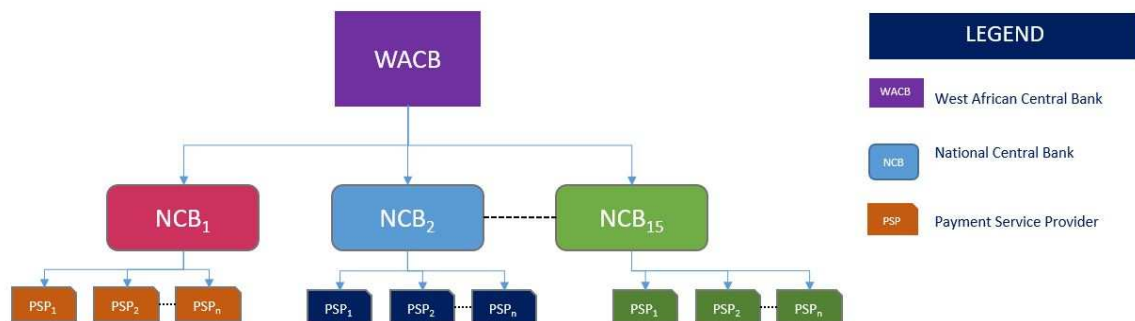 WACB
NCB₁
NCB₂
NCB₁₅
PSP₁
PSP₂
PSPₙ
PSP₁
PSP₂
PSPₙ
PSP₁
PSP₂
PSPₙ
LEGEND
WACB West African Central Bank
NCB National Central Bank
PSP Payment Service Provider